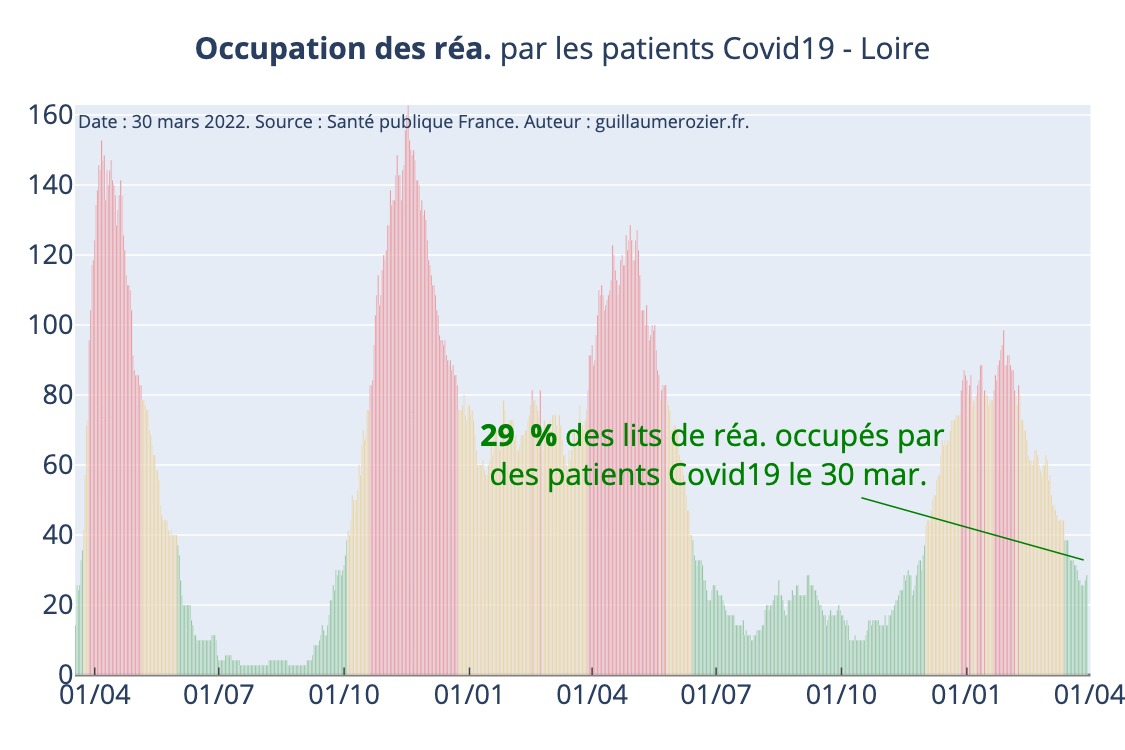 Occupation des réa. par les patients Covid19 - Loire
160
Date : 30 mars 2022. Source : Santé publique France. Auteur : guillaumerozier.fr.
140
120
100
80
29 % des lits de réa. occupés par
des patients Covid19 le 30 mar.
60
40
20
0
01/04 01/07 01/10 01/01 01/04 01/07 01/10 01/01 01/04